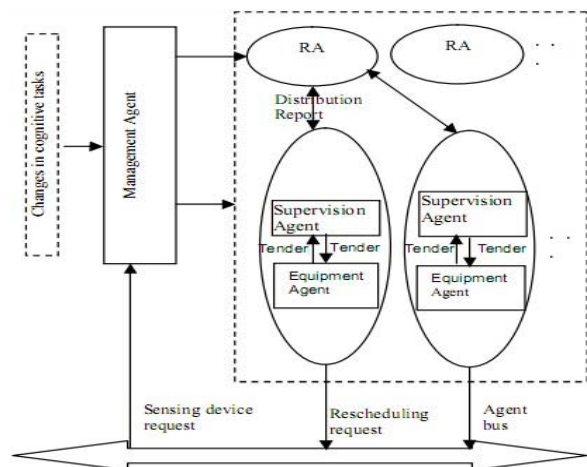 Changes in cognitive tasks
Management Agent
RA
RA
Distribution
Report
Supervision
Agent
Tender
Tender
Equipment
Agent
Supervision
Agent
Tender
Tender
Equipment
Agent
Sensing device
request
Rescheduling
request
Agent
bus